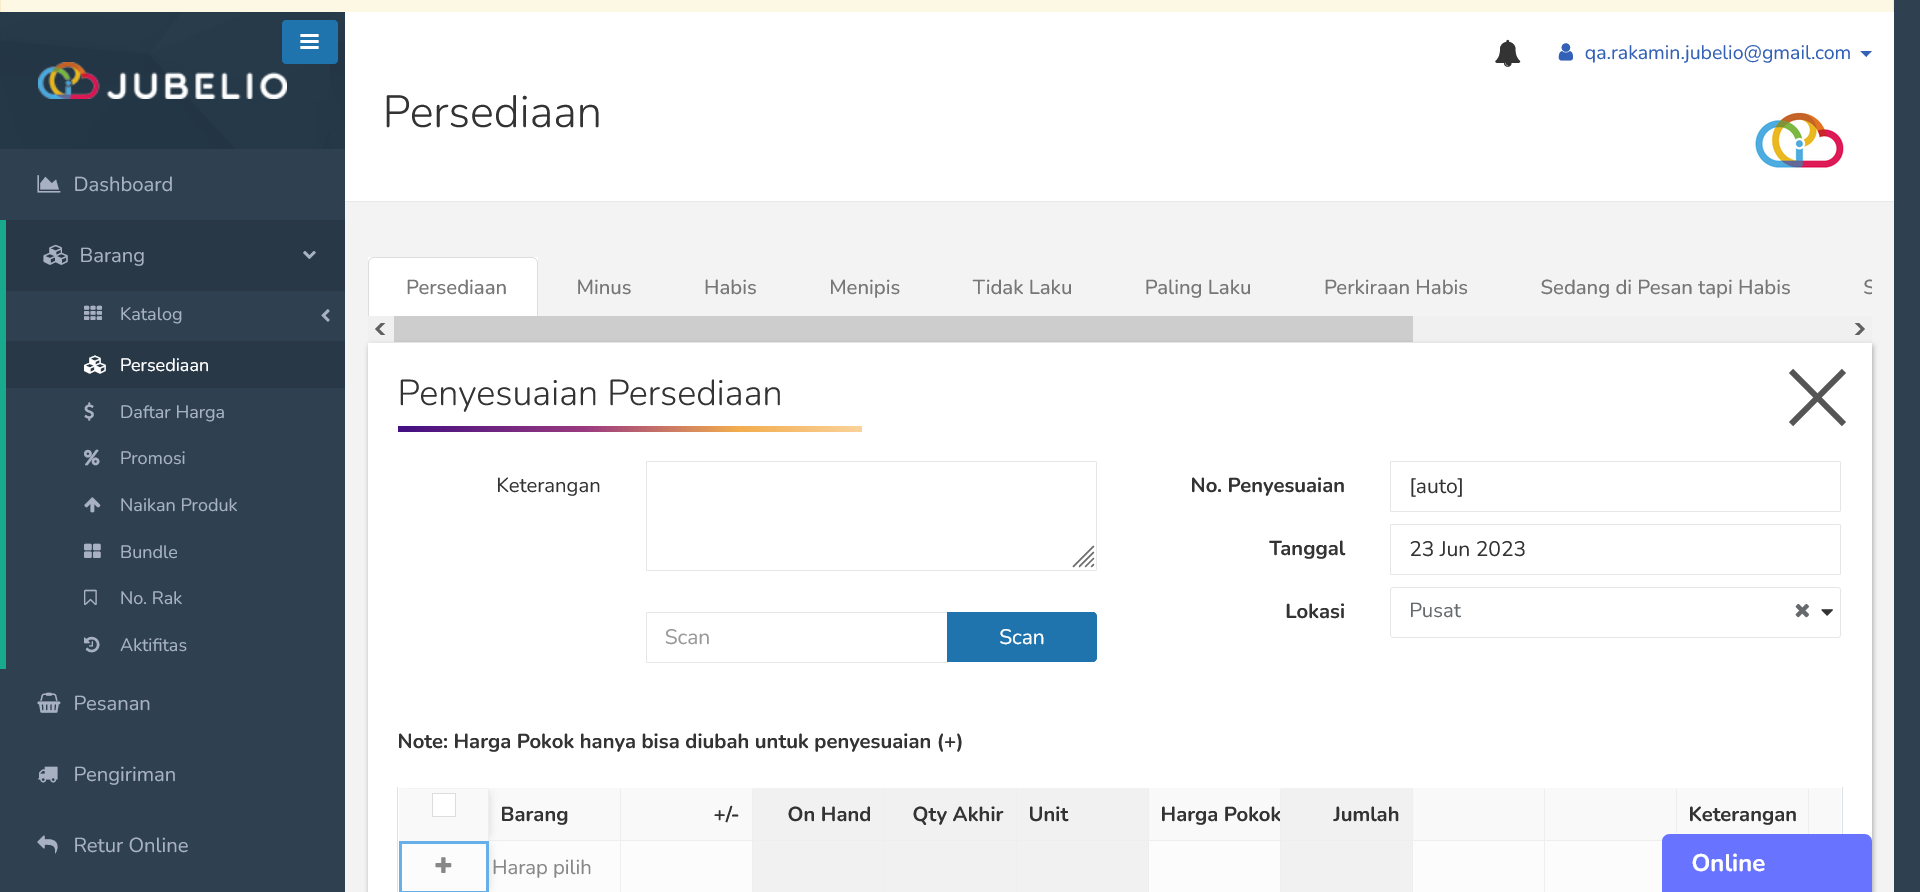 JUBELIO
qa.rakamin.jubelio@gmail.com
Persediaan
Dashboard
Barang
Katalog
Persediaan
Daftar Harga
Promosi
Naikan Produk
Bundle
No. Rak
Aktifitas
Pesanan
Pengiriman
Retur Online
Persediaan Minus Habis Menipis Tidak Laku Paling Laku Perkiraan Habis Sedang di Pesan tapi Habis S
Penyesuaian Persediaan
Keterangan
No. Penyesuaian [auto]
Tanggal 23 Jun 2023
Lokasi Pusat
Scan Scan
Note: Harga Pokok hanya bisa diubah untuk penyesuaian (+)
Barang +/- On Hand Qty Akhir Unit Harga Pokok Jumlah Keterangan
+ Harap pilih
Online